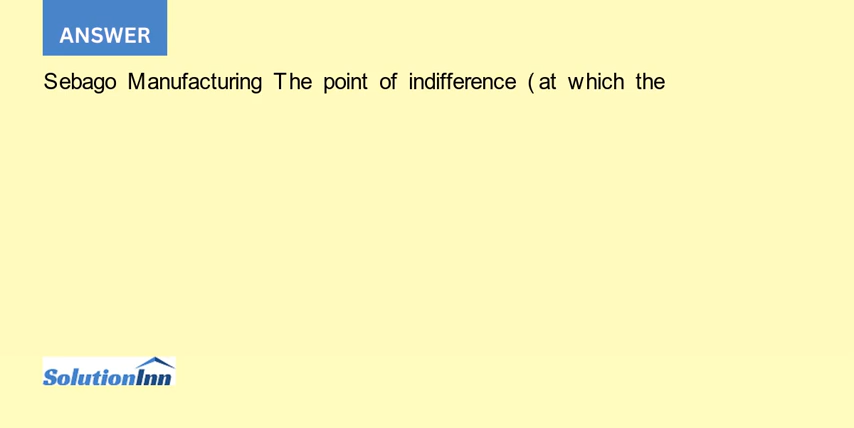 ANSWER
Sebago Manufacturing The point of indifference (at which the
SolutionInn